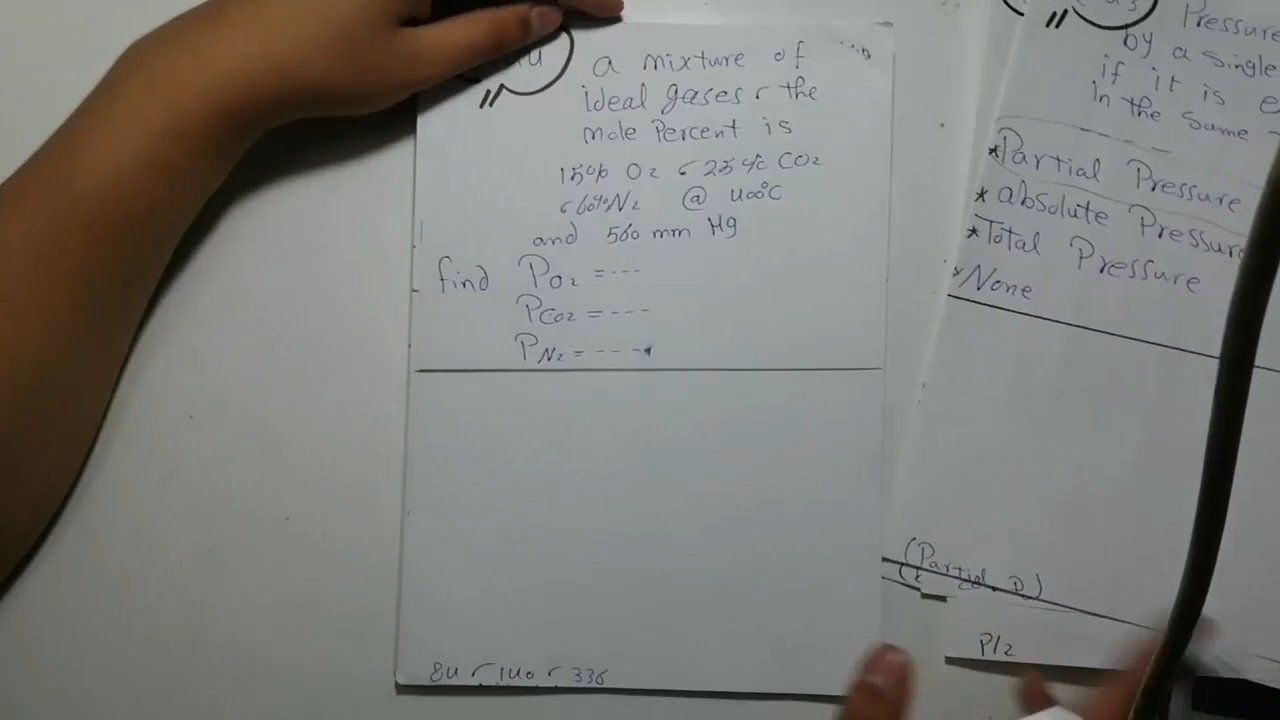 a mixture of
ideal gases, the
mole Percent is
15% O2, 25% CO2
, 60% N2 @ 400°C
and 560 mm Hg
find PO2 = ---
PCO2 = ---
PN2 = ----
84, 140, 336
Pressure
by a single
if it is
in the same
*Partial Pressure
*absolute Pressure
*Total Pressure
*None
(Partial P)
P/2